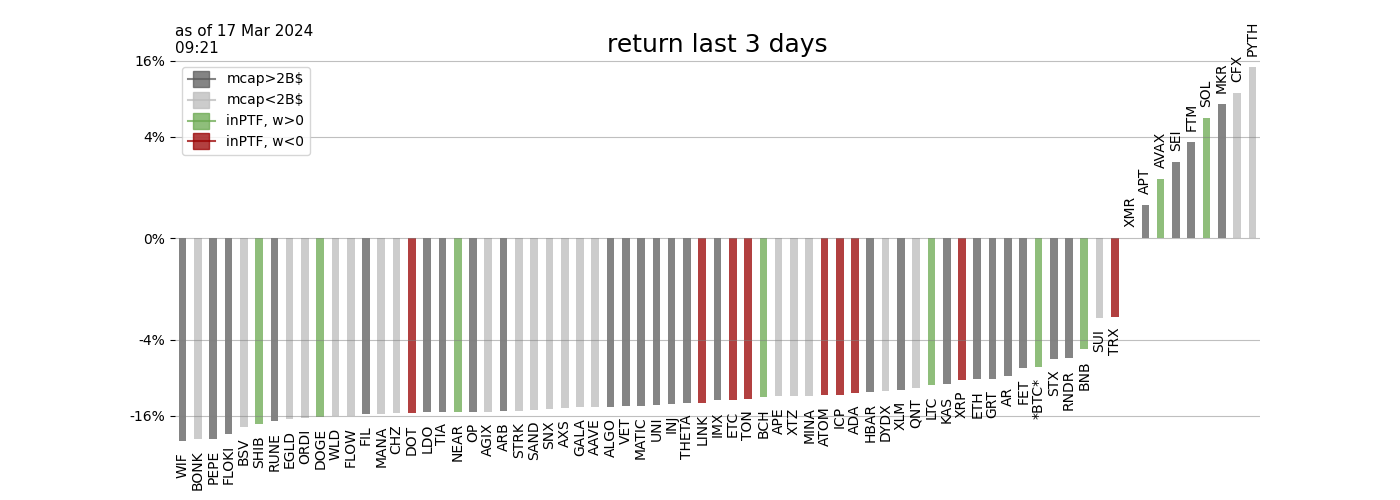 as of 17 Mar 2024
09:21
return last 3 days
16%
4%
0%
-4%
-16%
mcap>2B$
mcap<2B$
inPTF, w>0
inPTF, w<0
WIF
BONK
PEPE
FLOKI
BSV
SHIB
RUNE
EGLD
ORDI
DOGE
WLD
FLOW
FIL
MANA
CHZ
DOT
LDO
TIA
NEAR
OP
AGIX
ARB
STRK
SAND
SNX
AXS
GALA
AAVE
ALGO
VET
MATIC
UNI
INJ
THETA
LINK
IMX
ETC
TON
BCH
APE
XTZ
MINA
ATOM
ICP
ADA
HBAR
DYDX
XLM
QNT
LTC
KAS
XRP
ETH
GRT
AR
FET
*BTC*
STX
RNDR
BNB
SUI
TRX
XMR
APT
AVAX
SEI
FTM
SOL
MKR
CFX
PYTH